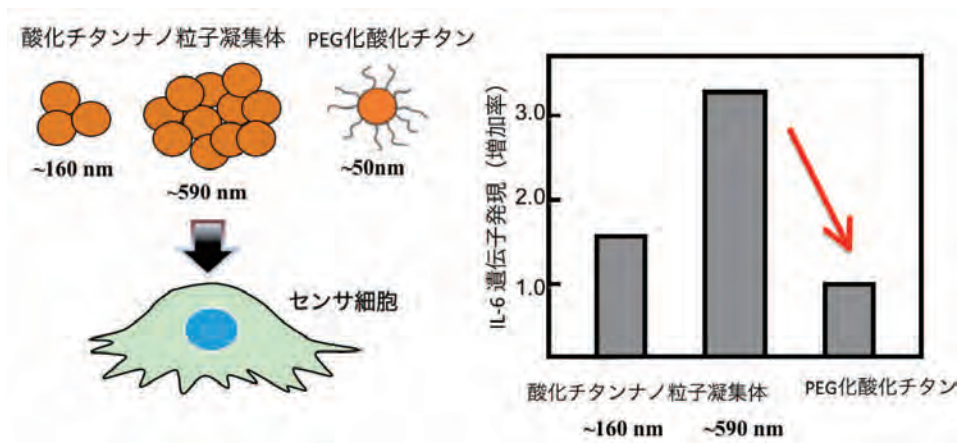 酸化チタンナノ粒子凝集体
PEG化酸化チタン
~160 nm
~590 nm
~50nm
センサ細胞
IL-6 遺伝子発現（増加率）
3.0
2.0
1.0
酸化チタンナノ粒子凝集体
PEG化酸化チタン
~160 nm
~590 nm